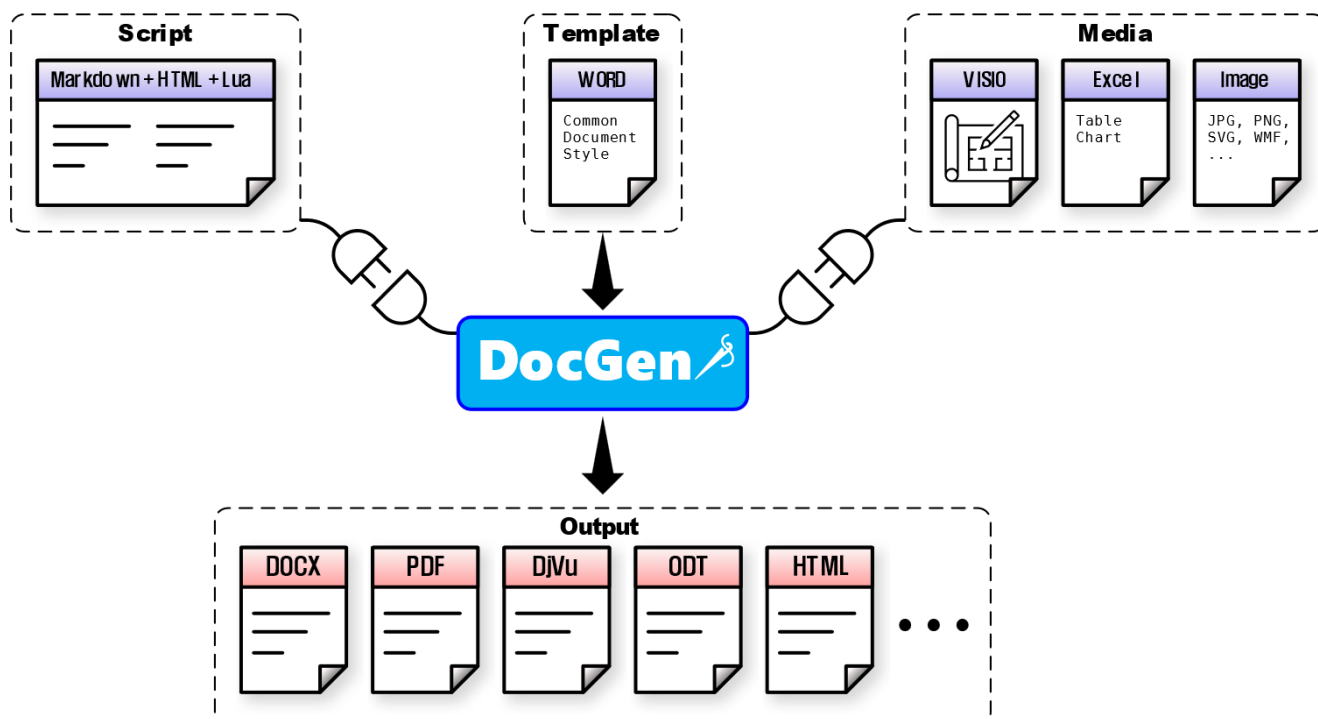 Script
Markdown + HTML + Lua
Template
WORD
Common
Document
Style
Media
VISIO
Excel
Table
Chart
Image
JPG, PNG,
SVG, WMF,
...
DocGen
Output
DOCX
PDF
DjVu
ODT
HTML